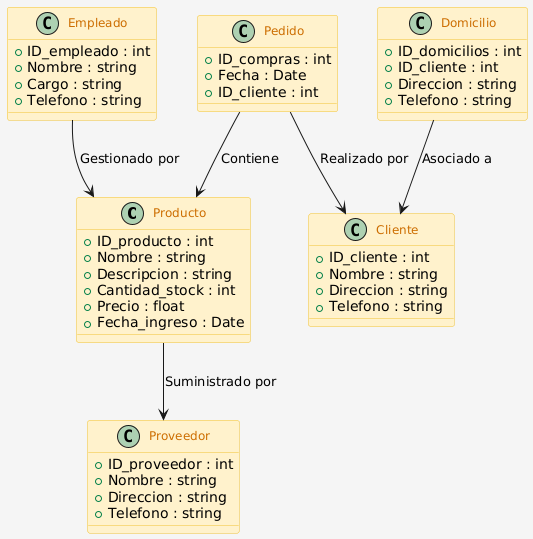 C Empleado
ID_empleado : int
Nombre : string
Cargo : string
Telefono : string
C Pedido
ID_compras : int
Fecha : Date
ID_cliente : int
C Domicilio
ID_domicilios : int
ID_cliente : int
Direccion : string
Telefono : string
Gestionado por
Contiene
Realizado por
Asociado a
C Producto
ID_producto : int
Nombre : string
Descripcion : string
Cantidad_stock : int
Precio : float
Fecha_ingreso : Date
C Cliente
ID_cliente : int
Nombre : string
Direccion : string
Telefono : string
Suministrado por
C Proveedor
ID_proveedor : int
Nombre : string
Direccion : string
Telefono : string